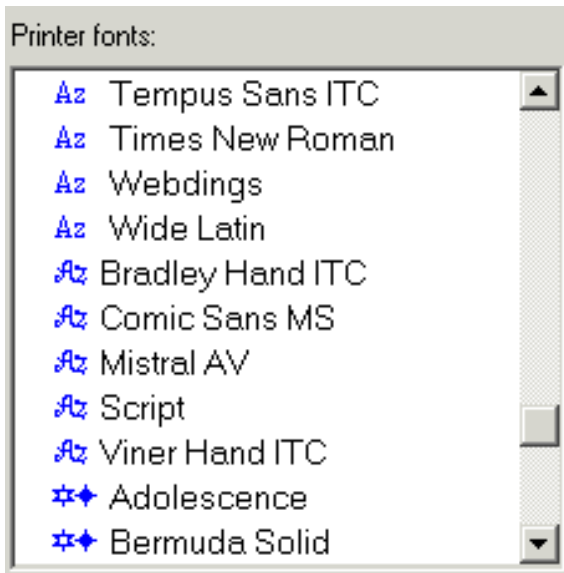 Printer fonts:
Az Tempus Sans ITC
Az Times New Roman
Az Webdings
Az Wide Latin
Az Bradley Hand ITC
Az Comic Sans MS
Az Mistral AV
Az Script
Az Viner Hand ITC
Adolescence
Bermuda Solid